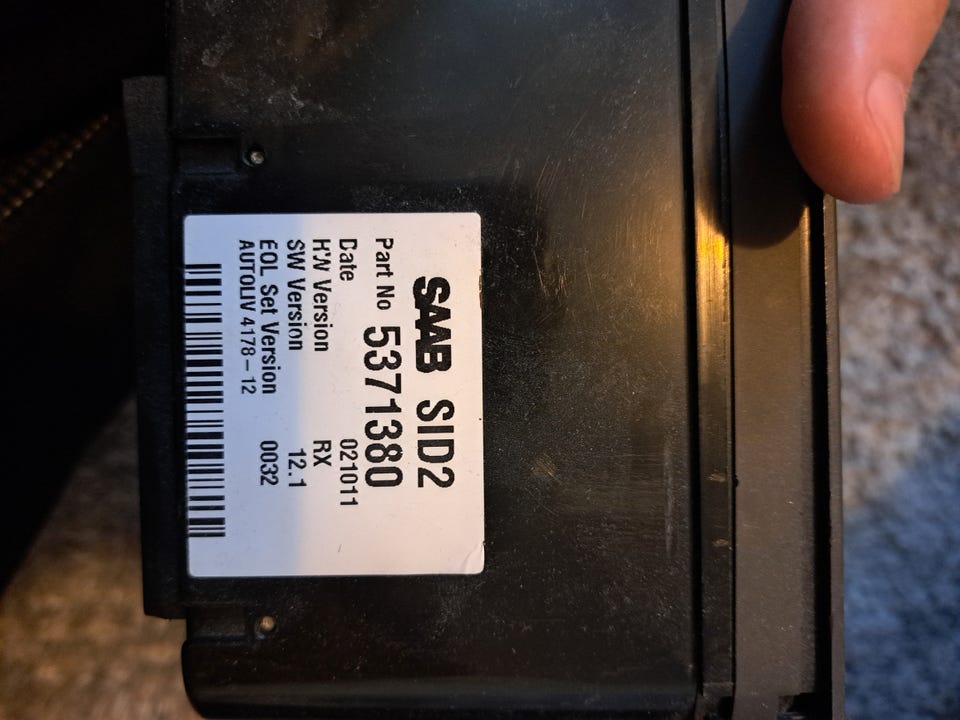 SAAB SID2
Part No 5371380
Date 021011
H'W Version RX
SW Version 12.1
EOL Set Version 0032
AUTOLIV 4178-12